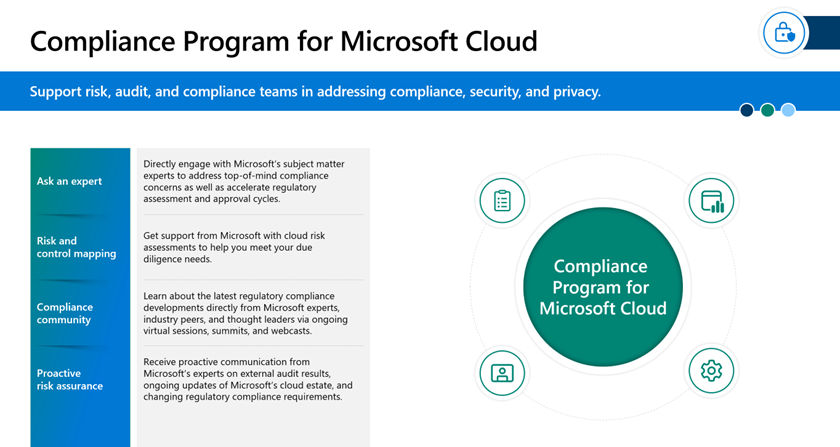 Compliance Program for Microsoft Cloud
Support risk, audit, and compliance teams in addressing compliance, security, and privacy.
Ask an expert
Directly engage with Microsoft's subject matter
experts to address top-of-mind compliance
concerns as well as accelerate regulatory
assessment and approval cycles.
Risk and
control mapping
Get support from Microsoft with cloud risk
assessments to help you meet your due
diligence needs.
Compliance
community
Learn about the latest regulatory compliance
developments directly from Microsoft experts,
industry peers, and thought leaders via ongoing
virtual sessions, summits, and webcasts.
Proactive
risk assurance
Receive proactive communication from
Microsoft's experts on external audit results,
ongoing updates of Microsoft's cloud estate, and
changing regulatory compliance requirements.
Compliance
Program for
Microsoft Cloud